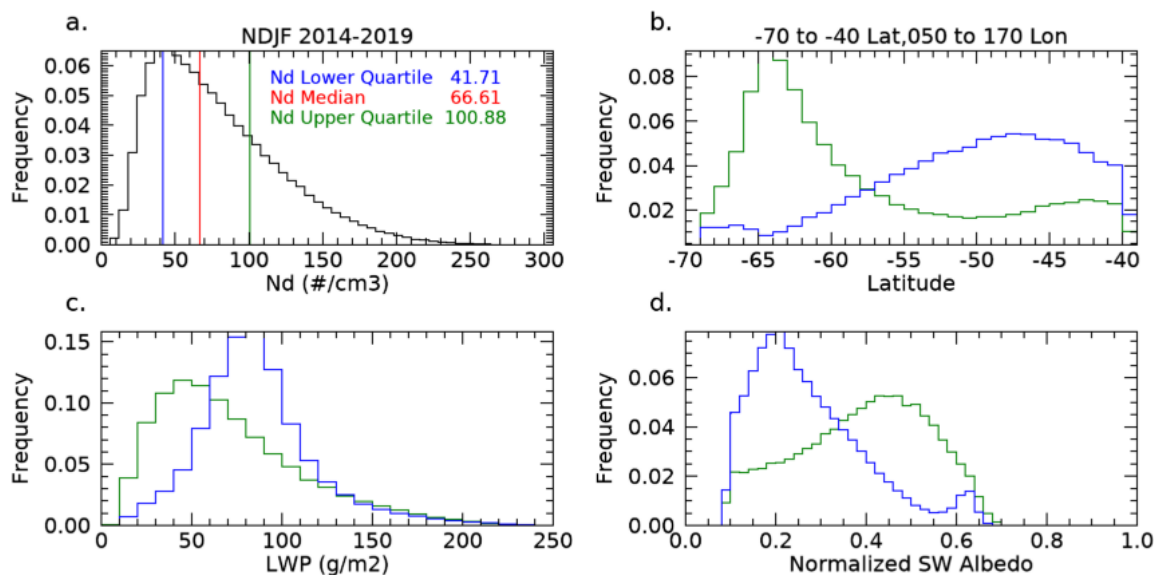 a.
NDJF 2014-2019
Frequency
0.06
0.05
0.04
0.03
0.02
0.01
0.00
Nd Lower Quartile 41.71
Nd Median 66.61
Nd Upper Quartile 100.88
0 50 100 150 200 250 300
Nd (#/cm3)
b.
-70 to -40 Lat,050 to 170 Lon
Frequency
0.08
0.06
0.04
0.02
-70 -65 -60 -55 -50 -45 -40
Latitude
c.
Frequency
0.15
0.10
0.05
0.00
0 50 100 150 200 250
LWP (g/m2)
d.
Frequency
0.06
0.04
0.02
0.00
0.0 0.2 0.4 0.6 0.8 1.0
Normalized SW Albedo